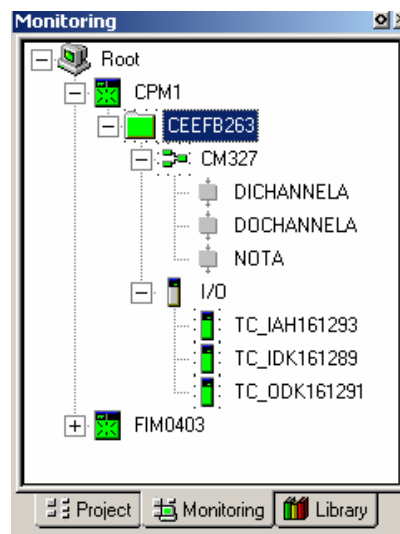 Monitoring
Root
CPM1
CEEFB263
CM327
DICHANNELA
DOCHANNELA
NOTA
I/O
TC_IAH161293
TC_IDK161289
TC_ODK161291
FIM0403
Project Monitoring Library